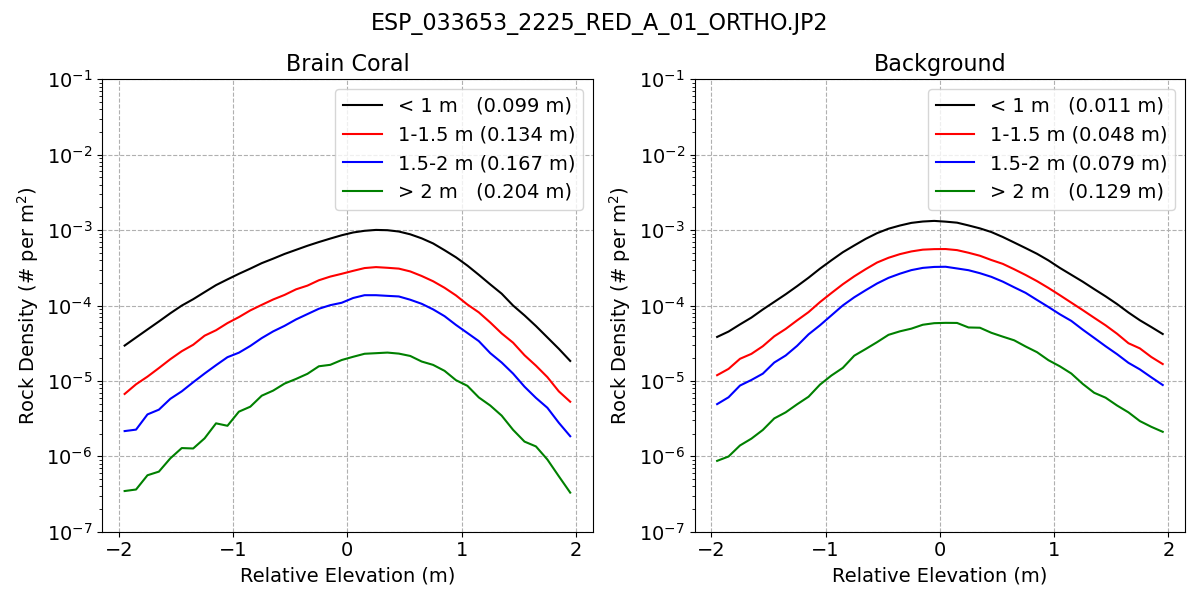 ESP_033653_2225_RED_A_01_ORTHO.JP2
Brain Coral
< 1 m (0.099 m)
1-1.5 m (0.134 m)
1.5-2 m (0.167 m)
> 2 m (0.204 m)
Rock Density (# per m²)
10⁻¹
10⁻²
10⁻³
10⁻⁴
10⁻⁵
10⁻⁶
10⁻⁷
−2 −1 0 1 2
Relative Elevation (m)
Background
< 1 m (0.011 m)
1-1.5 m (0.048 m)
1.5-2 m (0.079 m)
> 2 m (0.129 m)
Rock Density (# per m²)
10⁻¹
10⁻²
10⁻³
10⁻⁴
10⁻⁵
10⁻⁶
10⁻⁷
−2 −1 0 1 2
Relative Elevation (m)